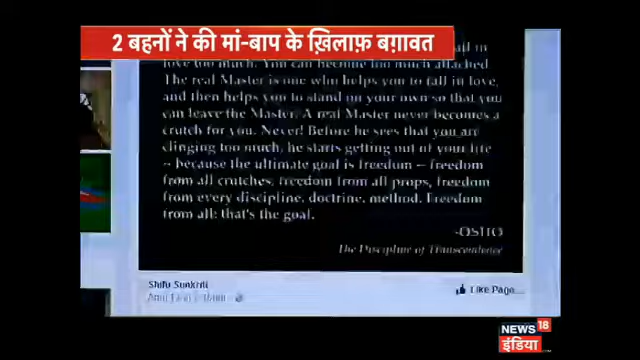 2 बहनों ने की मां-बाप के ख़िलाफ़ बग़ावत
love too much. You can become too much attached.
The real Master is one who helps you to fall in love,
and then helps you to stand on your own so that you
can leave the Master. A real Master never becomes a
crutch for you. Never! Before he sees that you are
clinging too much, he starts getting out of your life
~ because the ultimate goal is freedom ~ freedom
from all crutches, freedom from all props, freedom
from every discipline, doctrine, method. Freedom
from all: that's the goal.
-OSHO
The Discipline of Transcendence
Shifu Sunkriti
Like Page
NEWS 18
इंडिया